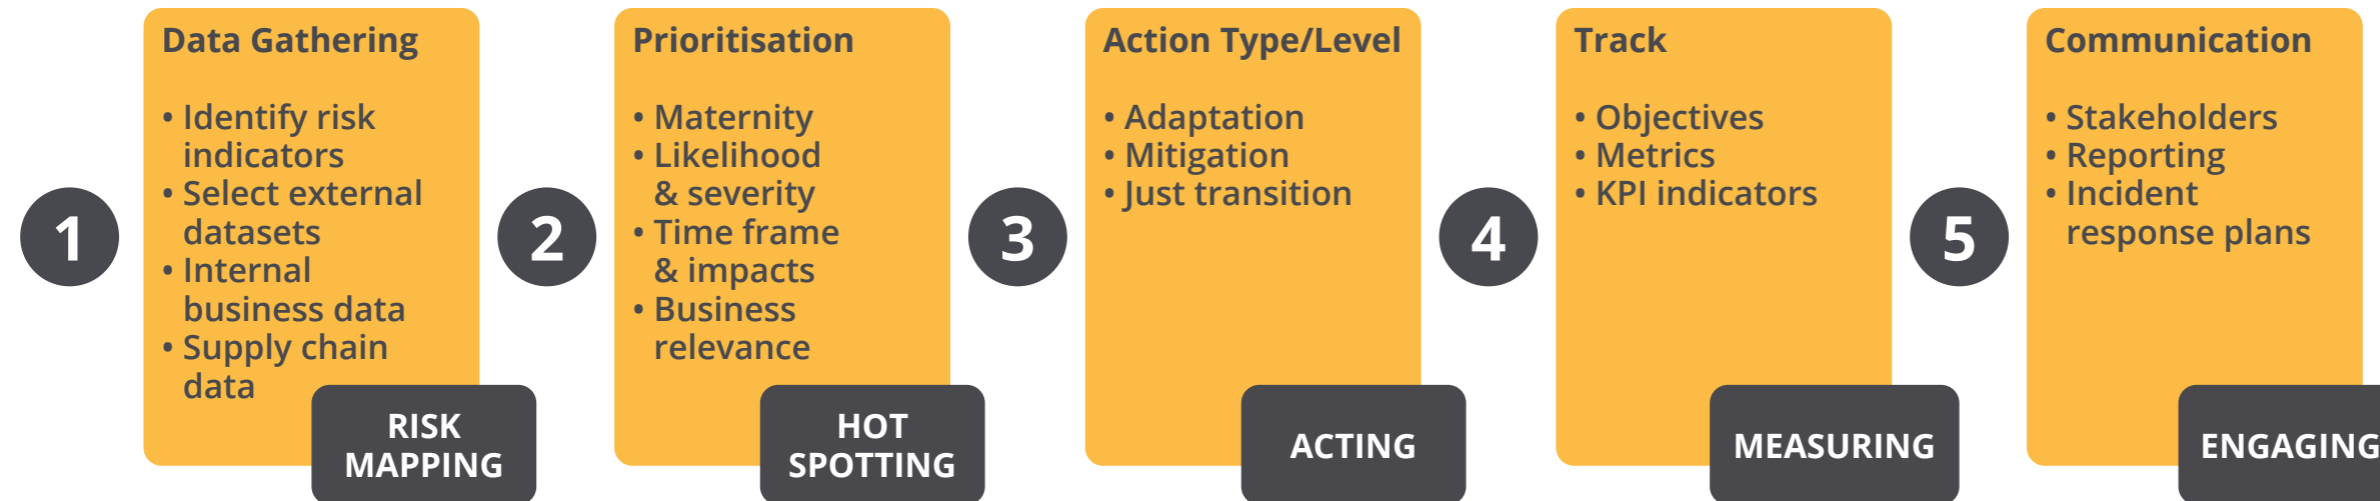 1
Data Gathering
• Identify risk
indicators
• Select external
datasets
• Internal
business data
• Supply chain
data
RISK
MAPPING
2
Prioritisation
• Maternity
• Likelihood
& severity
• Time frame
& impacts
• Business
relevance
HOT
SPOTTING
3
Action Type/Level
• Adaptation
• Mitigation
• Just transition
ACTING
4
Track
• Objectives
• Metrics
• KPI indicators
MEASURING
5
Communication
• Stakeholders
• Reporting
• Incident
response plans
ENGAGING